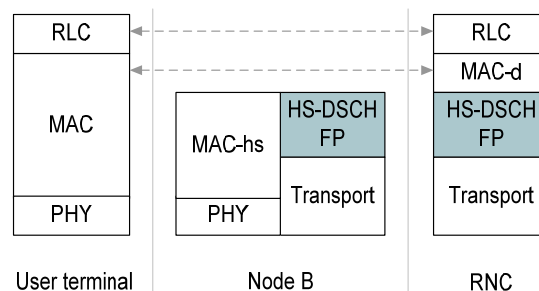 RLC
MAC
PHY
User terminal
MAC-hs
PHY
HS-DSCH
FP
Transport
Node B
RLC
MAC-d
HS-DSCH
FP
Transport
RNC